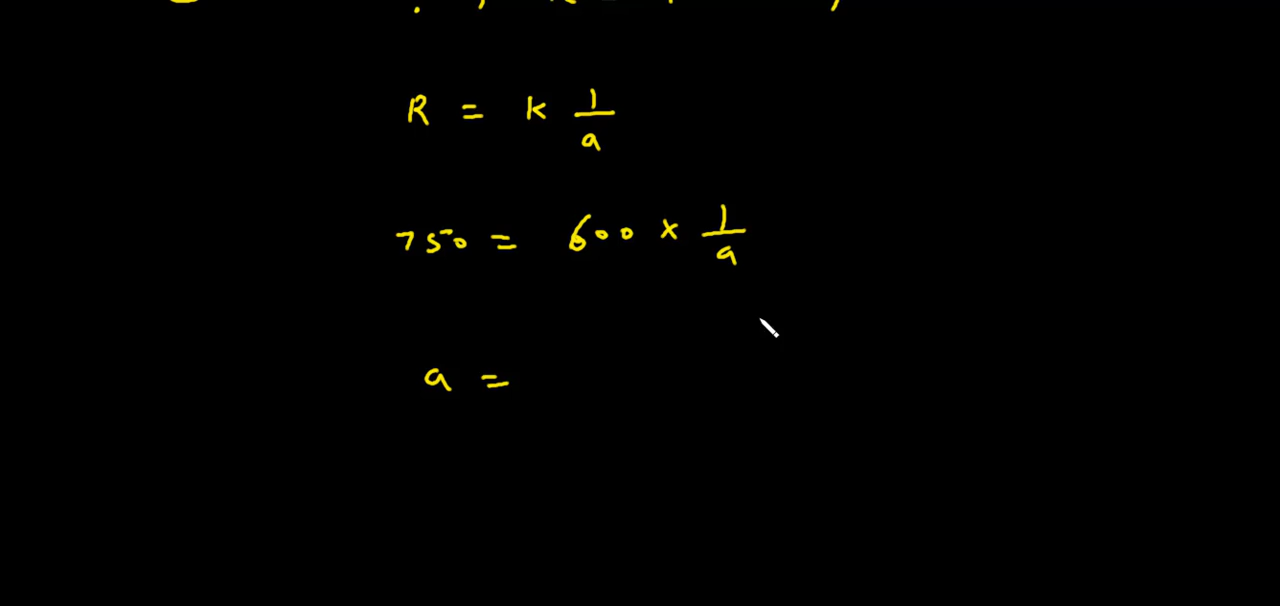 R = k 1/a
750 = 600 × 1/a
a =